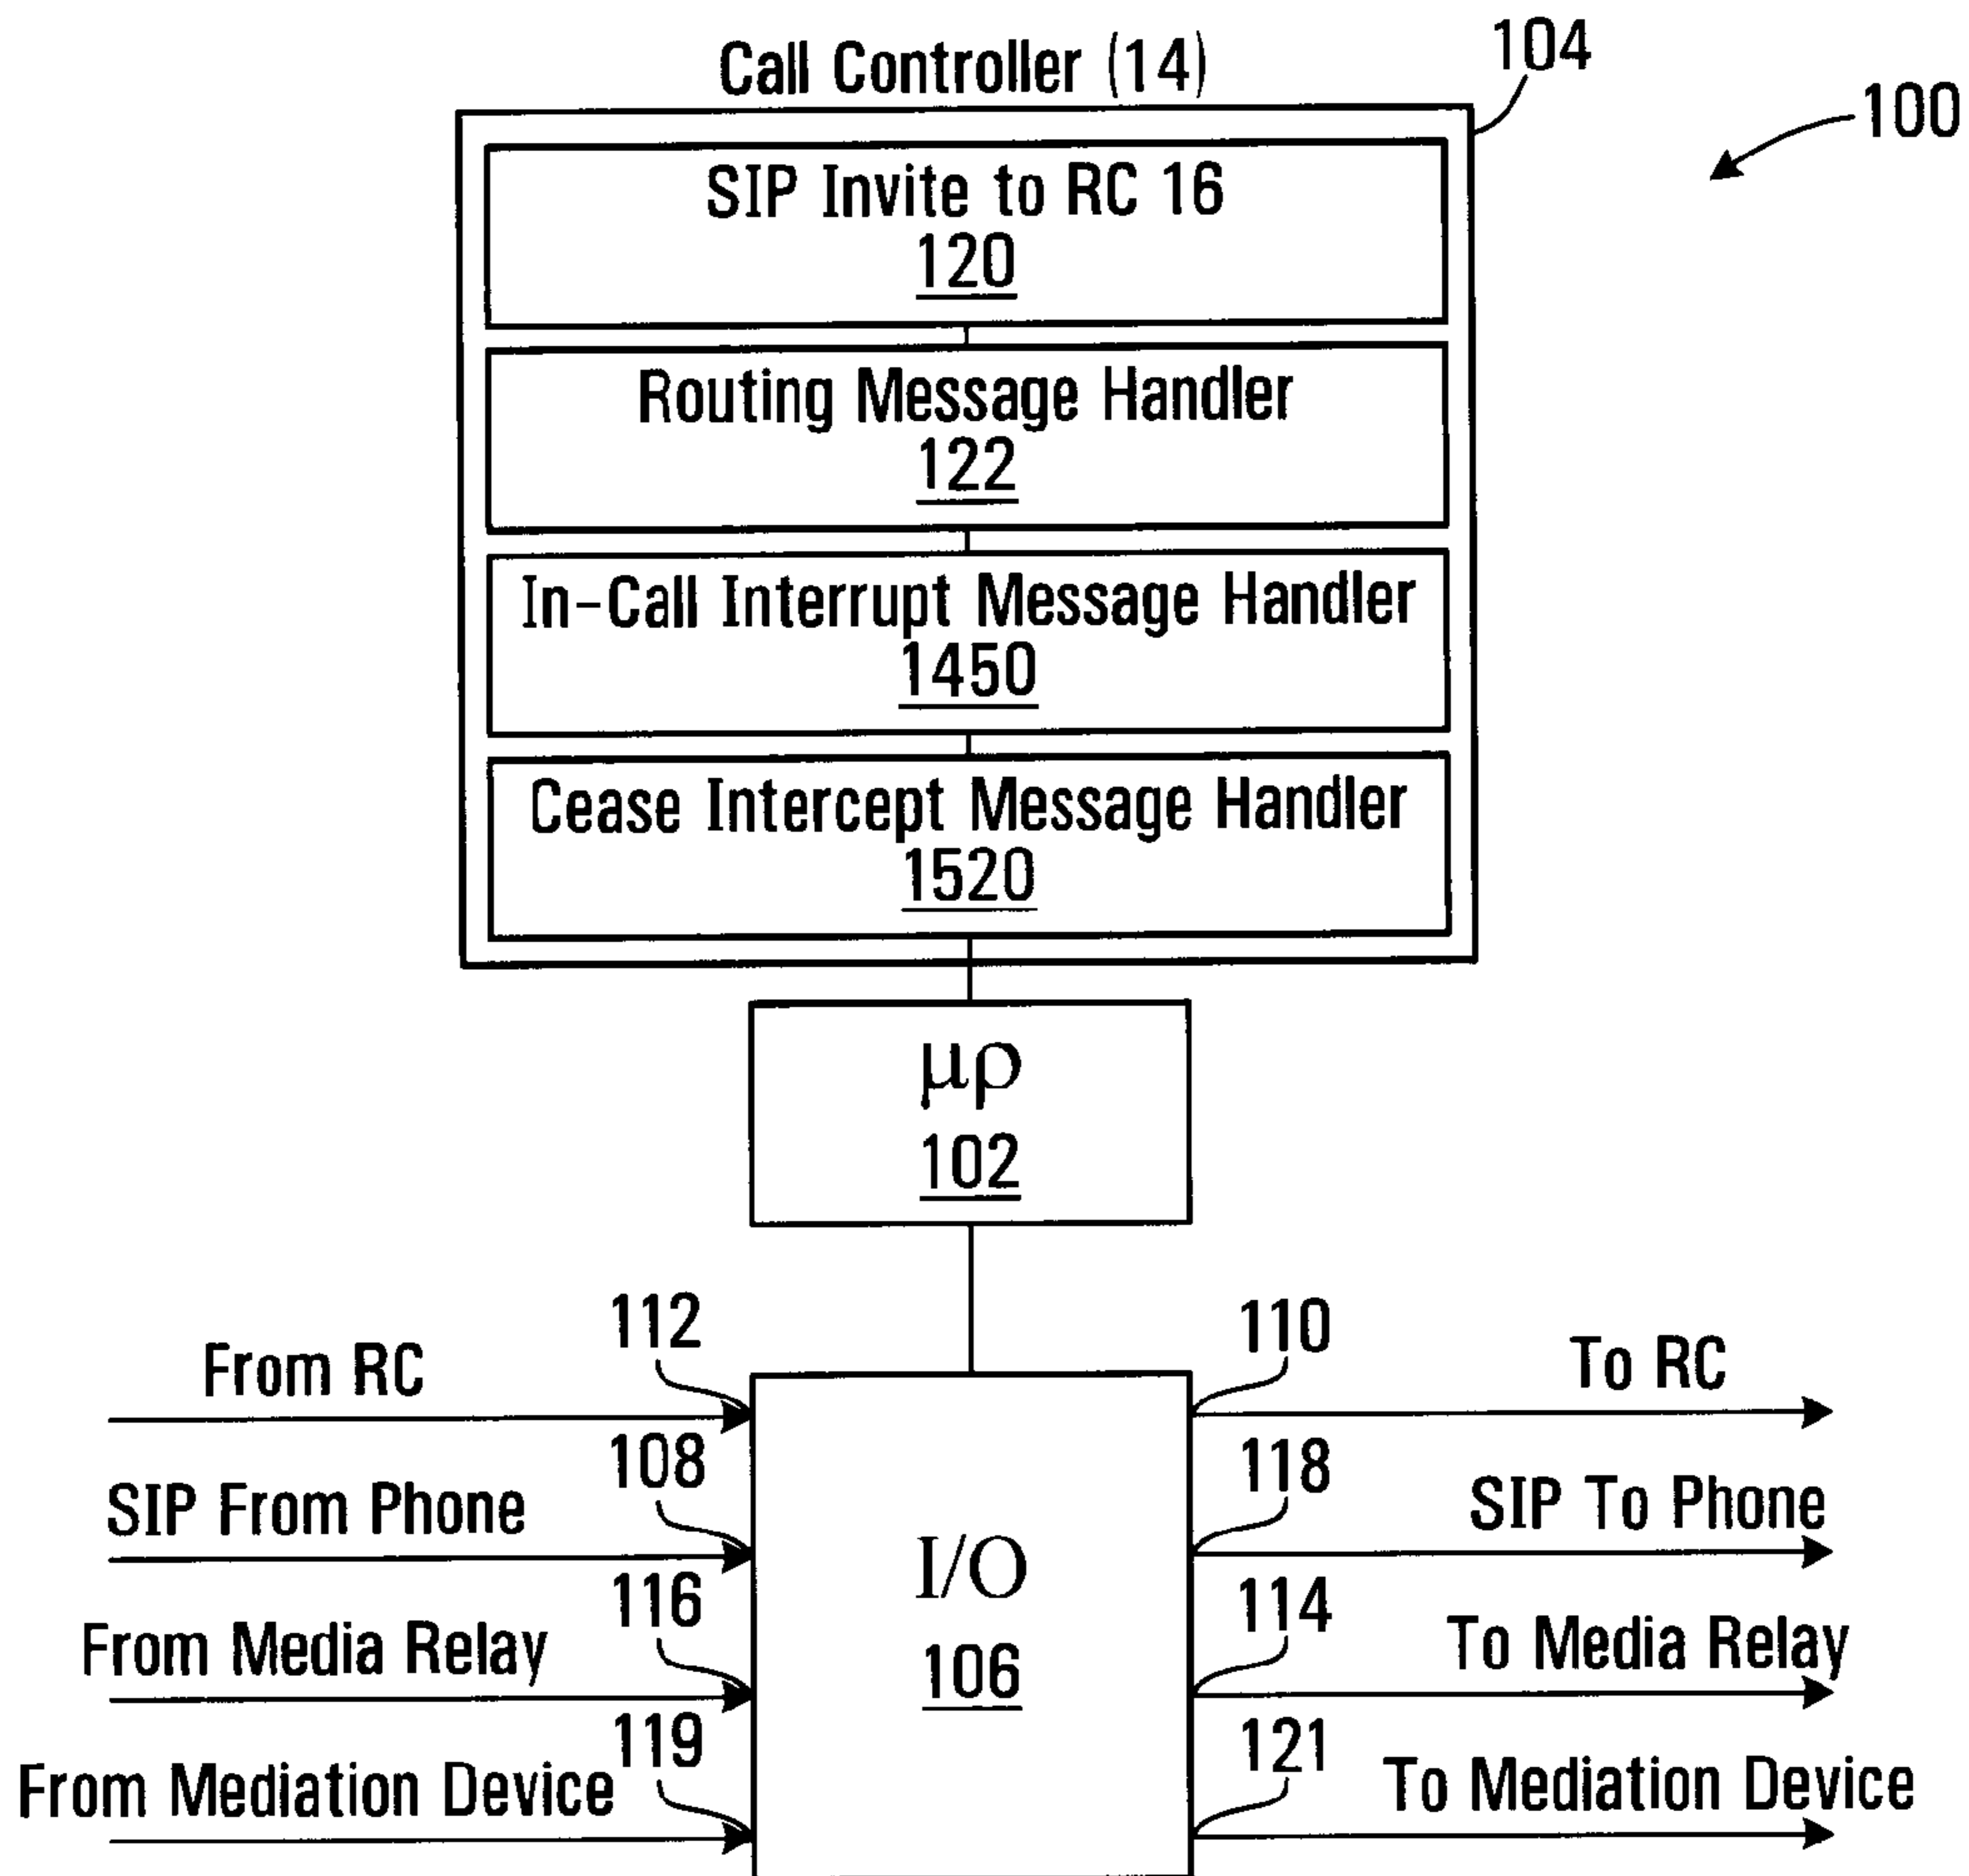 Call Controller (14)
104
100
SIP Invite to RC 16
120
Routing Message Handler
122
In-Call Interrupt Message Handler
1450
Cease Intercept Message Handler
1520
μρ
102
112
110
From RC
To RC
108
118
SIP From Phone
SIP To Phone
I/O
116
114
From Media Relay
To Media Relay
106
119
121
From Mediation Device
To Mediation Device